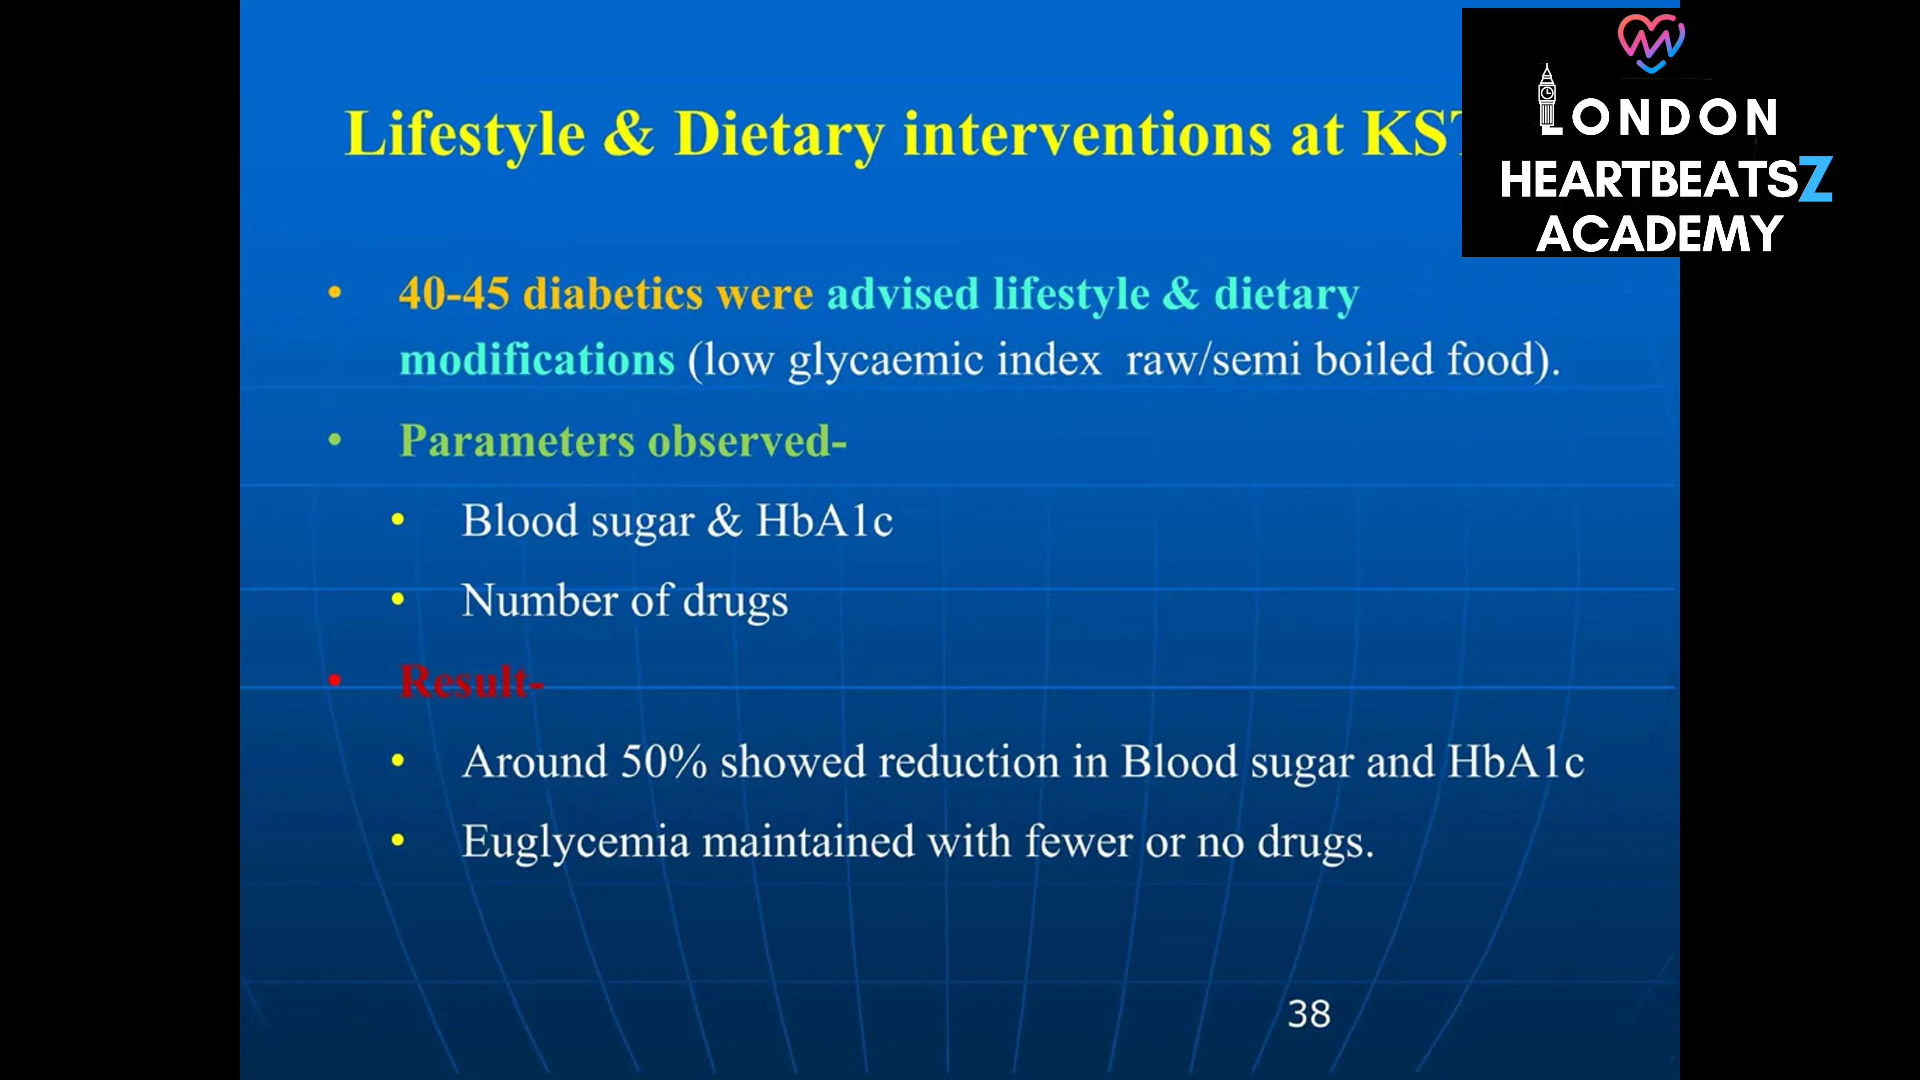 Lifestyle & Dietary interventions at
LONDON
HEARTBEATSZ
ACADEMY
• 40-45 diabetics were advised lifestyle & dietary
modifications (low glycaemic index raw/semi boiled food).
• Parameters observed-
• Blood sugar & HbA1c
• Number of drugs
• Result-
• Around 50% showed reduction in Blood sugar and HbA1c
• Euglycemia maintained with fewer or no drugs.
38